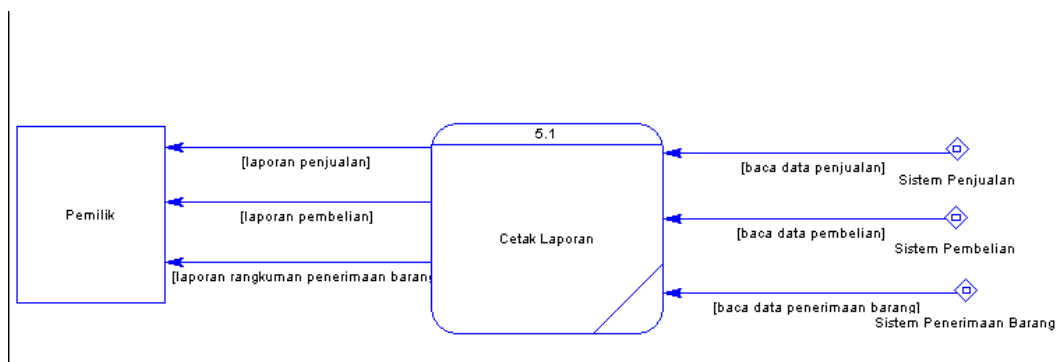 5.1
[laporan penjualan]
[baca data penjualan]
Sistem Penjualan
Pemilik
[laporan pembelian]
Cetak Laporan
[baca data pembelian]
Sistem Pembelian
[laporan rangkuman penerimaan barang
[baca data penerimaan barang]
Sistem Penerimaan Barang